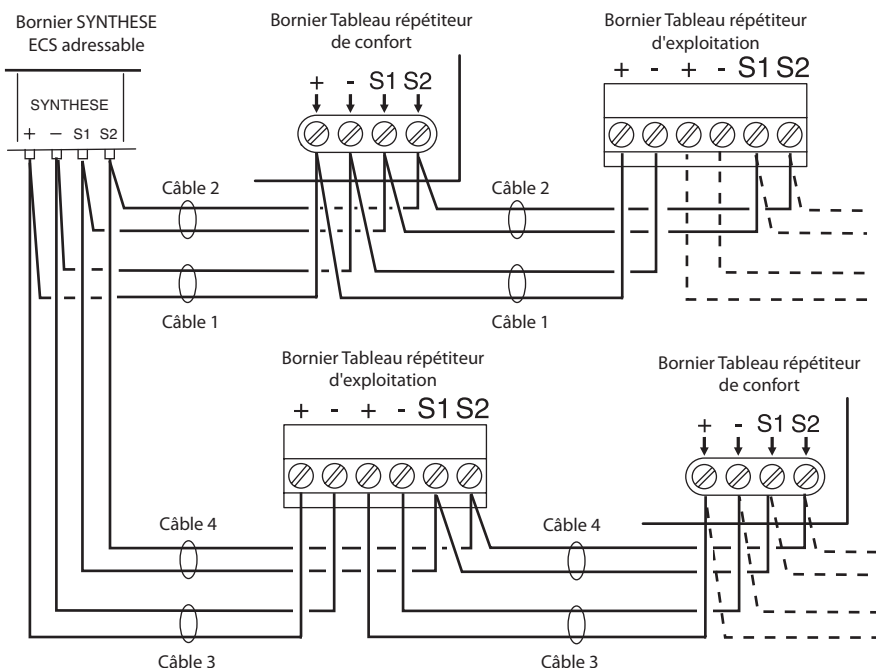 Bornier SYNTHESE
ECS adressable
SYNTHESE
+ − S1 S2
Bornier Tableau répétiteur
de confort
+ - S1 S2
Bornier Tableau répétiteur
d'exploitation
+ - + - S1 S2
Câble 2
Câble 2
Câble 1
Câble 1
Bornier Tableau répétiteur
d'exploitation
+ - + - S1 S2
Bornier Tableau répétiteur
de confort
+ - S1 S2
Câble 4
Câble 4
Câble 3
Câble 3